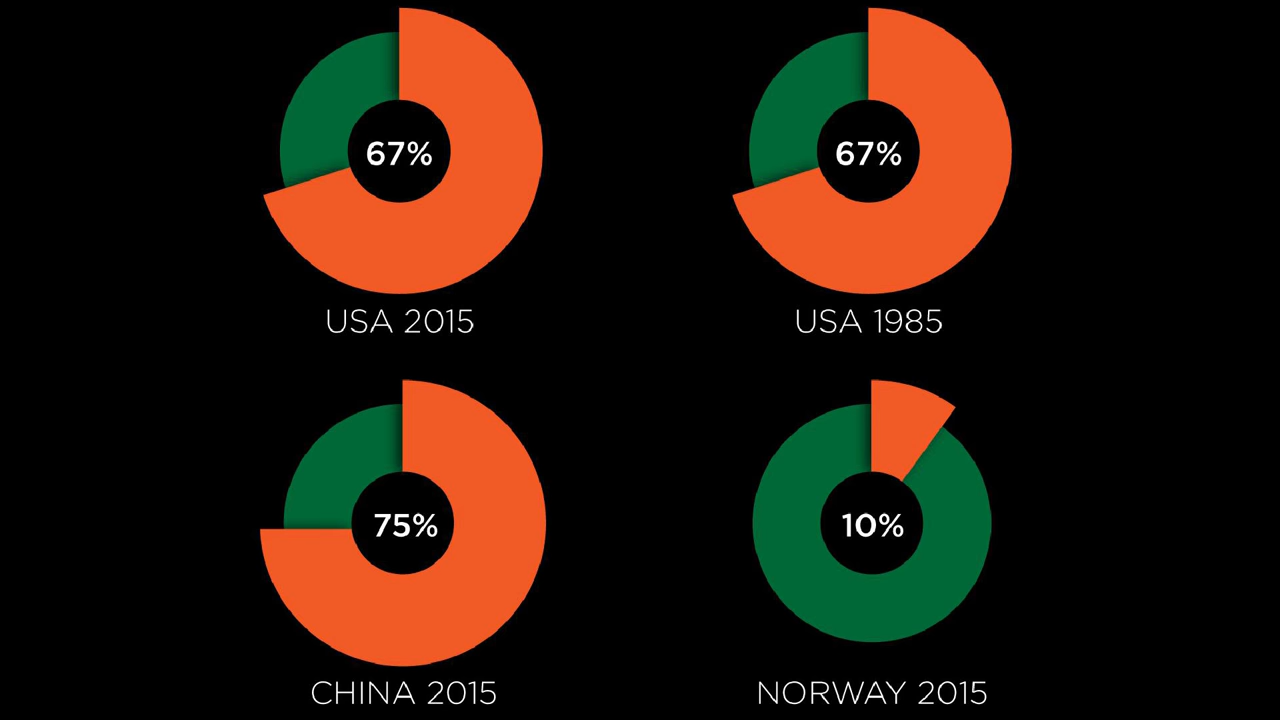 67%
USA 2015
67%
USA 1985
75%
CHINA 2015
10%
NORWAY 2015